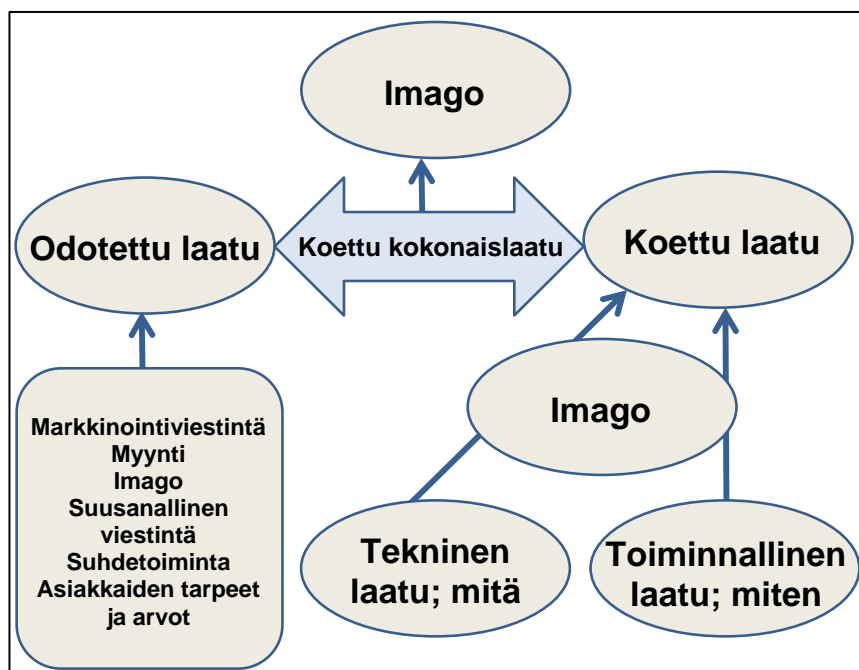 Imago
Odotettu laatu
Koettu kokonaislaatu
Koettu laatu
Markkinointiviestintä
Myynti
Imago
Suusanallinen
viestintä
Suhdetoiminta
Asiakkaiden tarpeet
ja arvot
Imago
Tekninen
laatu; mitä
Toiminnallinen
laatu; miten